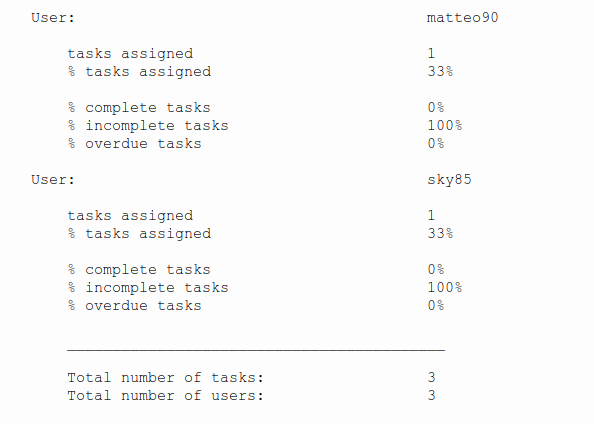 User: matteo90
tasks assigned 1
% tasks assigned 33%
% complete tasks 0%
% incomplete tasks 100%
% overdue tasks 0%
User: sky85
tasks assigned 1
% tasks assigned 33%
% complete tasks 0%
% incomplete tasks 100%
% overdue tasks 0%
__________________________________________
Total number of tasks: 3
Total number of users: 3